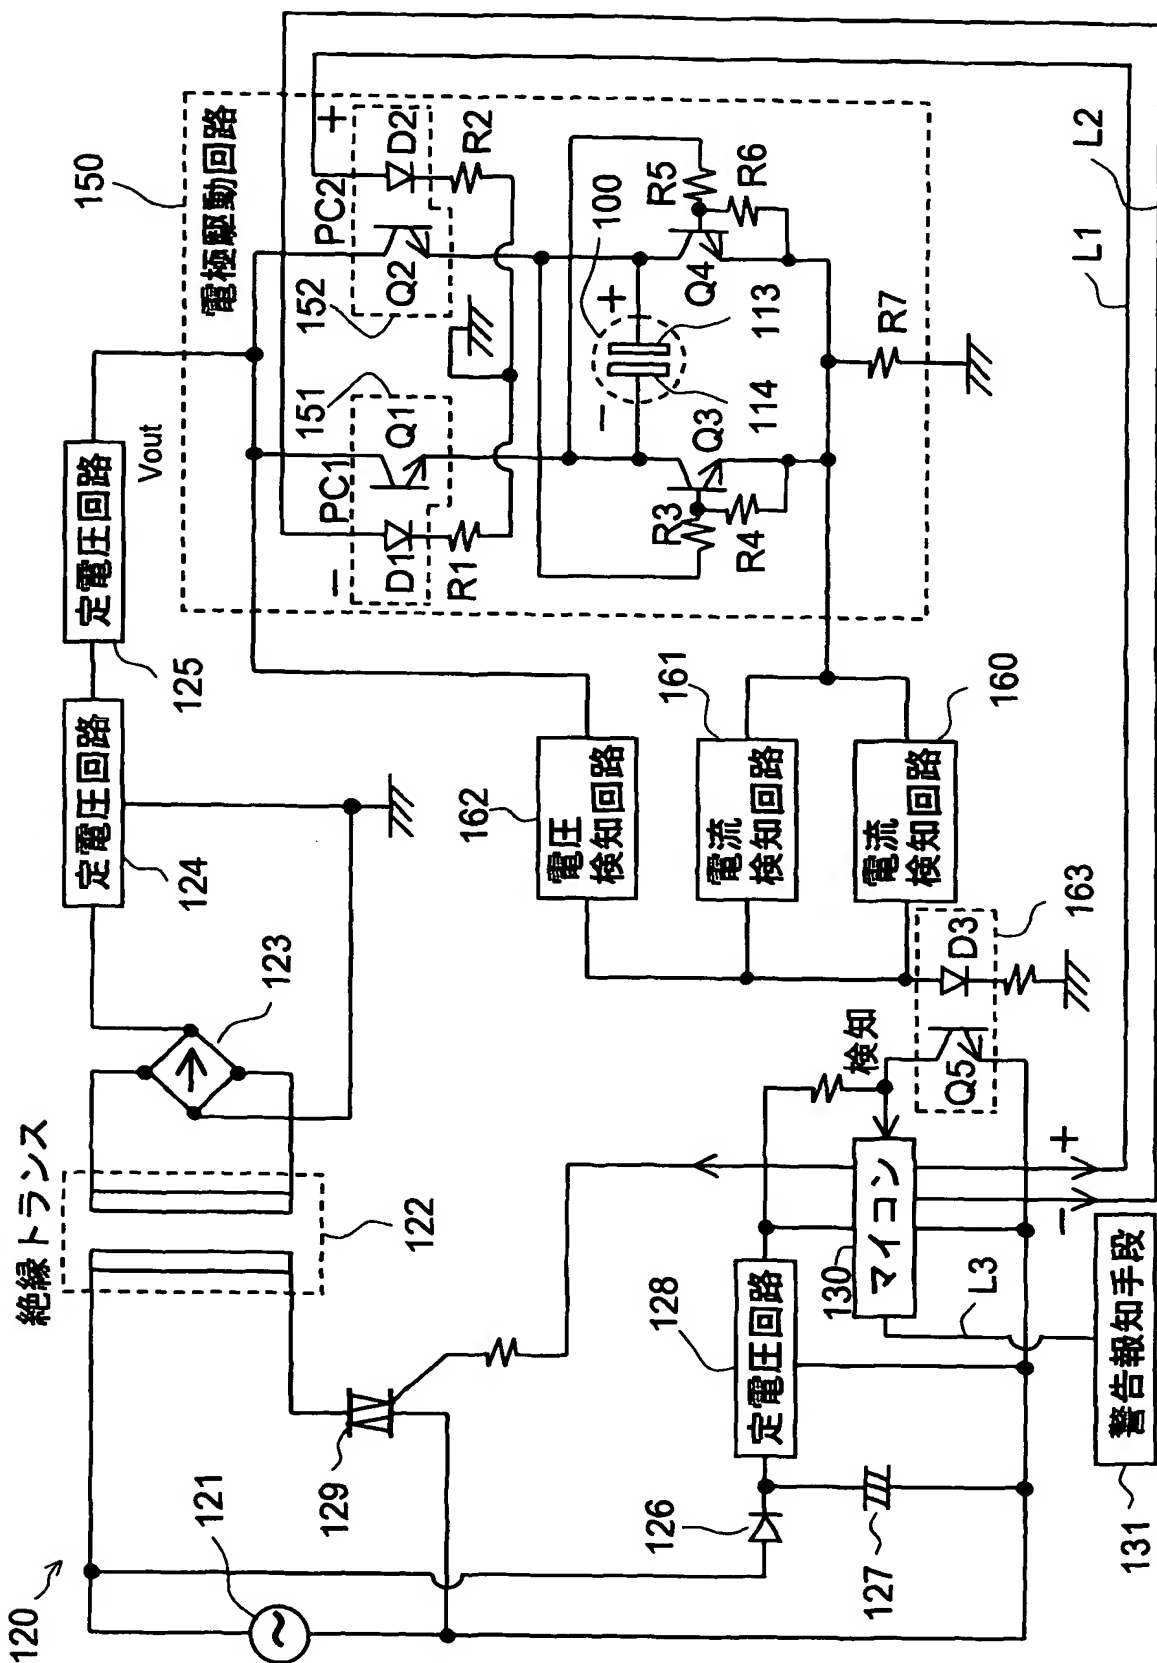 120
121
絶縁トランス
122
123
124
定電圧回路
125
定電圧回路
Vout
150
電極駆動回路
129
126
127
128
定電圧回路
130
マイコン
131
警告報知手段
L3
検知
Q5
D3
163
162
電圧
検知回路
161
電流
検知回路
160
電流
検知回路
−
+
−
PC1
D1
Q1
R1
151
152
PC2
+
D2
Q2
R2
R3
R4
Q3
−
114
100
+
113
Q4
R5
R6
R7
L1
L2